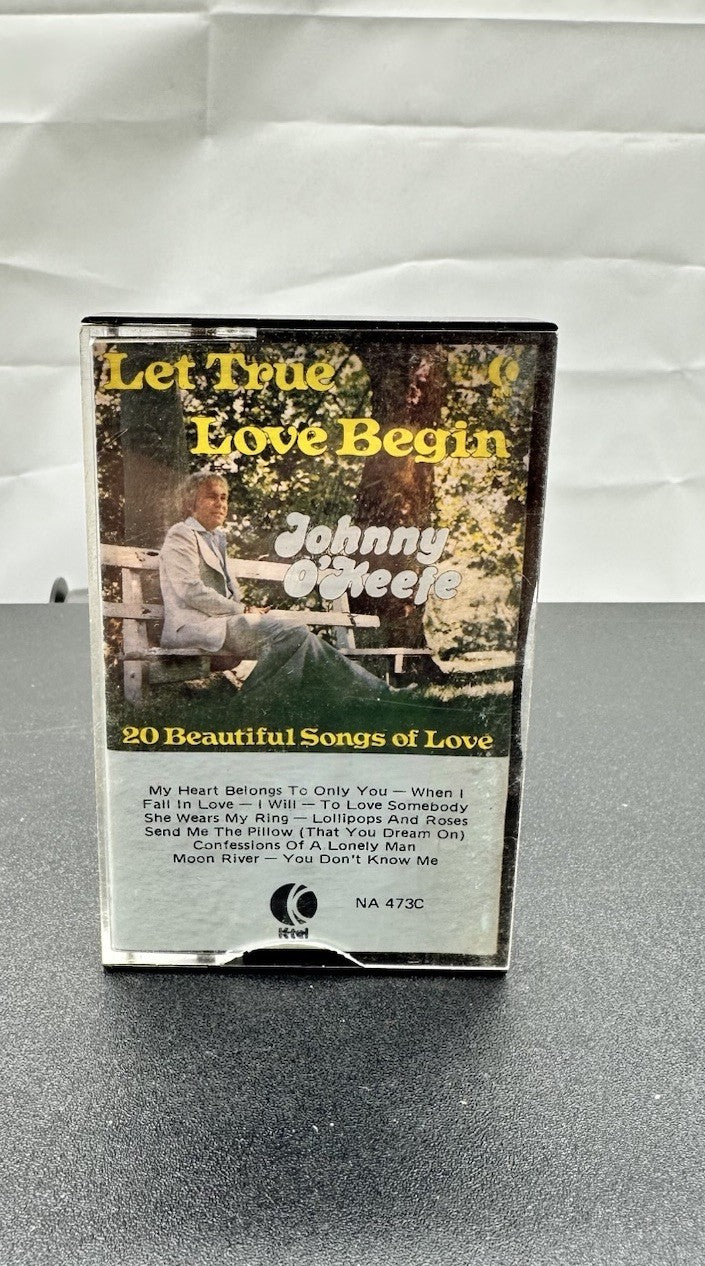 Let True
Love Begin
Johnny
O'Keefe
20 Beautiful Songs of Love
My Heart Belongs To Only You — When I
Fall In Love — I Will — To Love Somebody
She Wears My Ring — Lollipops And Roses
Send Me The Pillow (That You Dream On)
Confessions Of A Lonely Man
Moon River — You Don't Know Me
K-tel
NA 473C